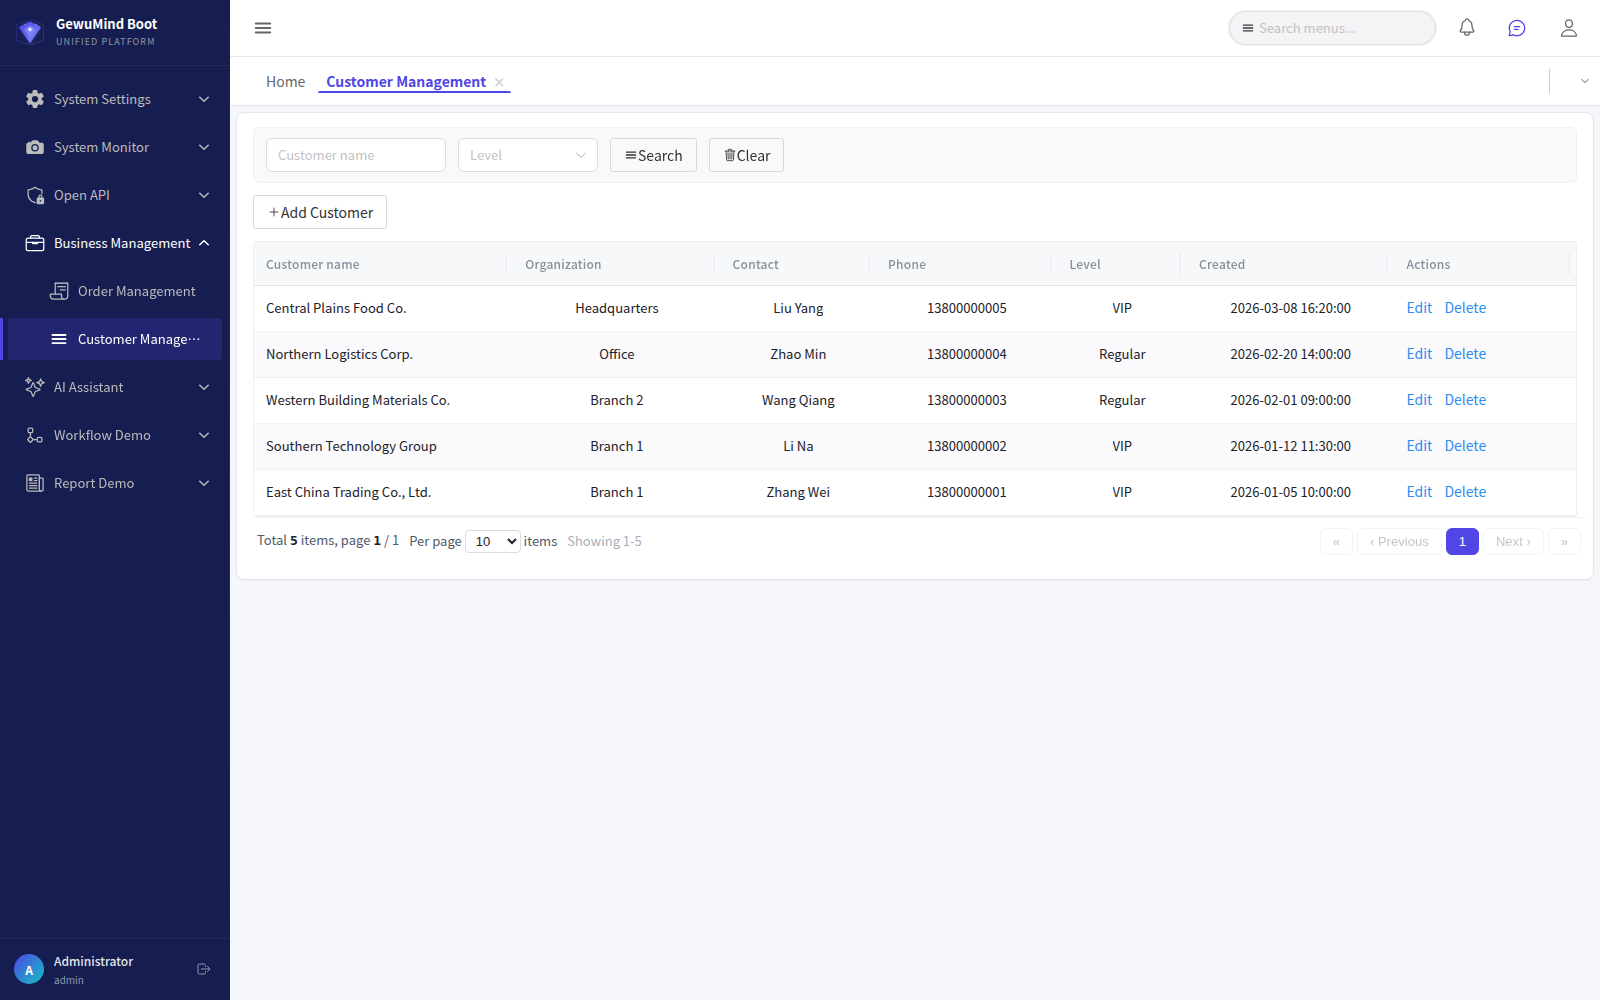 GewuMind Boot
UNIFIED PLATFORM
Search menus...
System Settings
System Monitor
Open API
Business Management
Order Management
Customer Manage···
AI Assistant
Workflow Demo
Report Demo
A
Administrator
admin
Home Customer Management ×
Customer name Level Search Clear
+ Add Customer
Customer name Organization Contact Phone Level Created Actions
Central Plains Food Co. Headquarters Liu Yang 13800000005 VIP 2026-03-08 16:20:00 Edit Delete
Northern Logistics Corp. Office Zhao Min 13800000004 Regular 2026-02-20 14:00:00 Edit Delete
Western Building Materials Co. Branch 2 Wang Qiang 13800000003 Regular 2026-02-01 09:00:00 Edit Delete
Southern Technology Group Branch 1 Li Na 13800000002 VIP 2026-01-12 11:30:00 Edit Delete
East China Trading Co., Ltd. Branch 1 Zhang Wei 13800000001 VIP 2026-01-05 10:00:00 Edit Delete
Total 5 items, page 1 / 1 Per page 10 items Showing 1-5 « ‹ Previous 1 Next › »